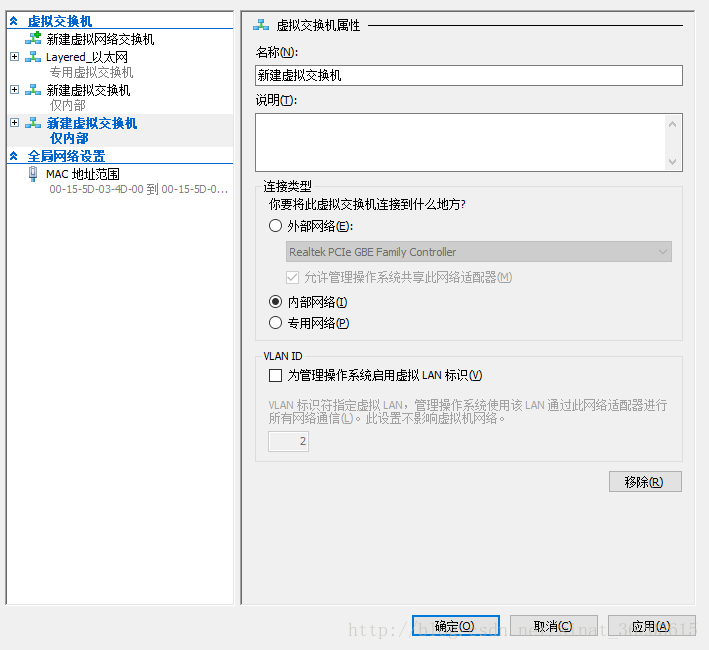 虚拟交换机
新建虚拟网络交换机
Layered_以太网
专用虚拟交换机
新建虚拟交换机
仅内部
新建虚拟交换机
仅内部
全局网络设置
MAC 地址范围
00-15-5D-03-4D-00 到 00-15-5D-0...
虚拟交换机属性
名称(N):
新建虚拟交换机
说明(T):
连接类型
你要将此虚拟交换机连接到什么地方?
外部网络(E):
Realtek PCIe GBE Family Controller
允许管理操作系统共享此网络适配器(M)
内部网络(I)
专用网络(P)
VLAN ID
为管理操作系统启用虚拟 LAN 标识(V)
VLAN 标识符指定虚拟 LAN，管理操作系统使用该 LAN 通过此网络适配器进行
所有网络通信(L)。此设置不影响虚拟机网络。
2
移除(R)
确定(O)
取消(C)
应用(A)